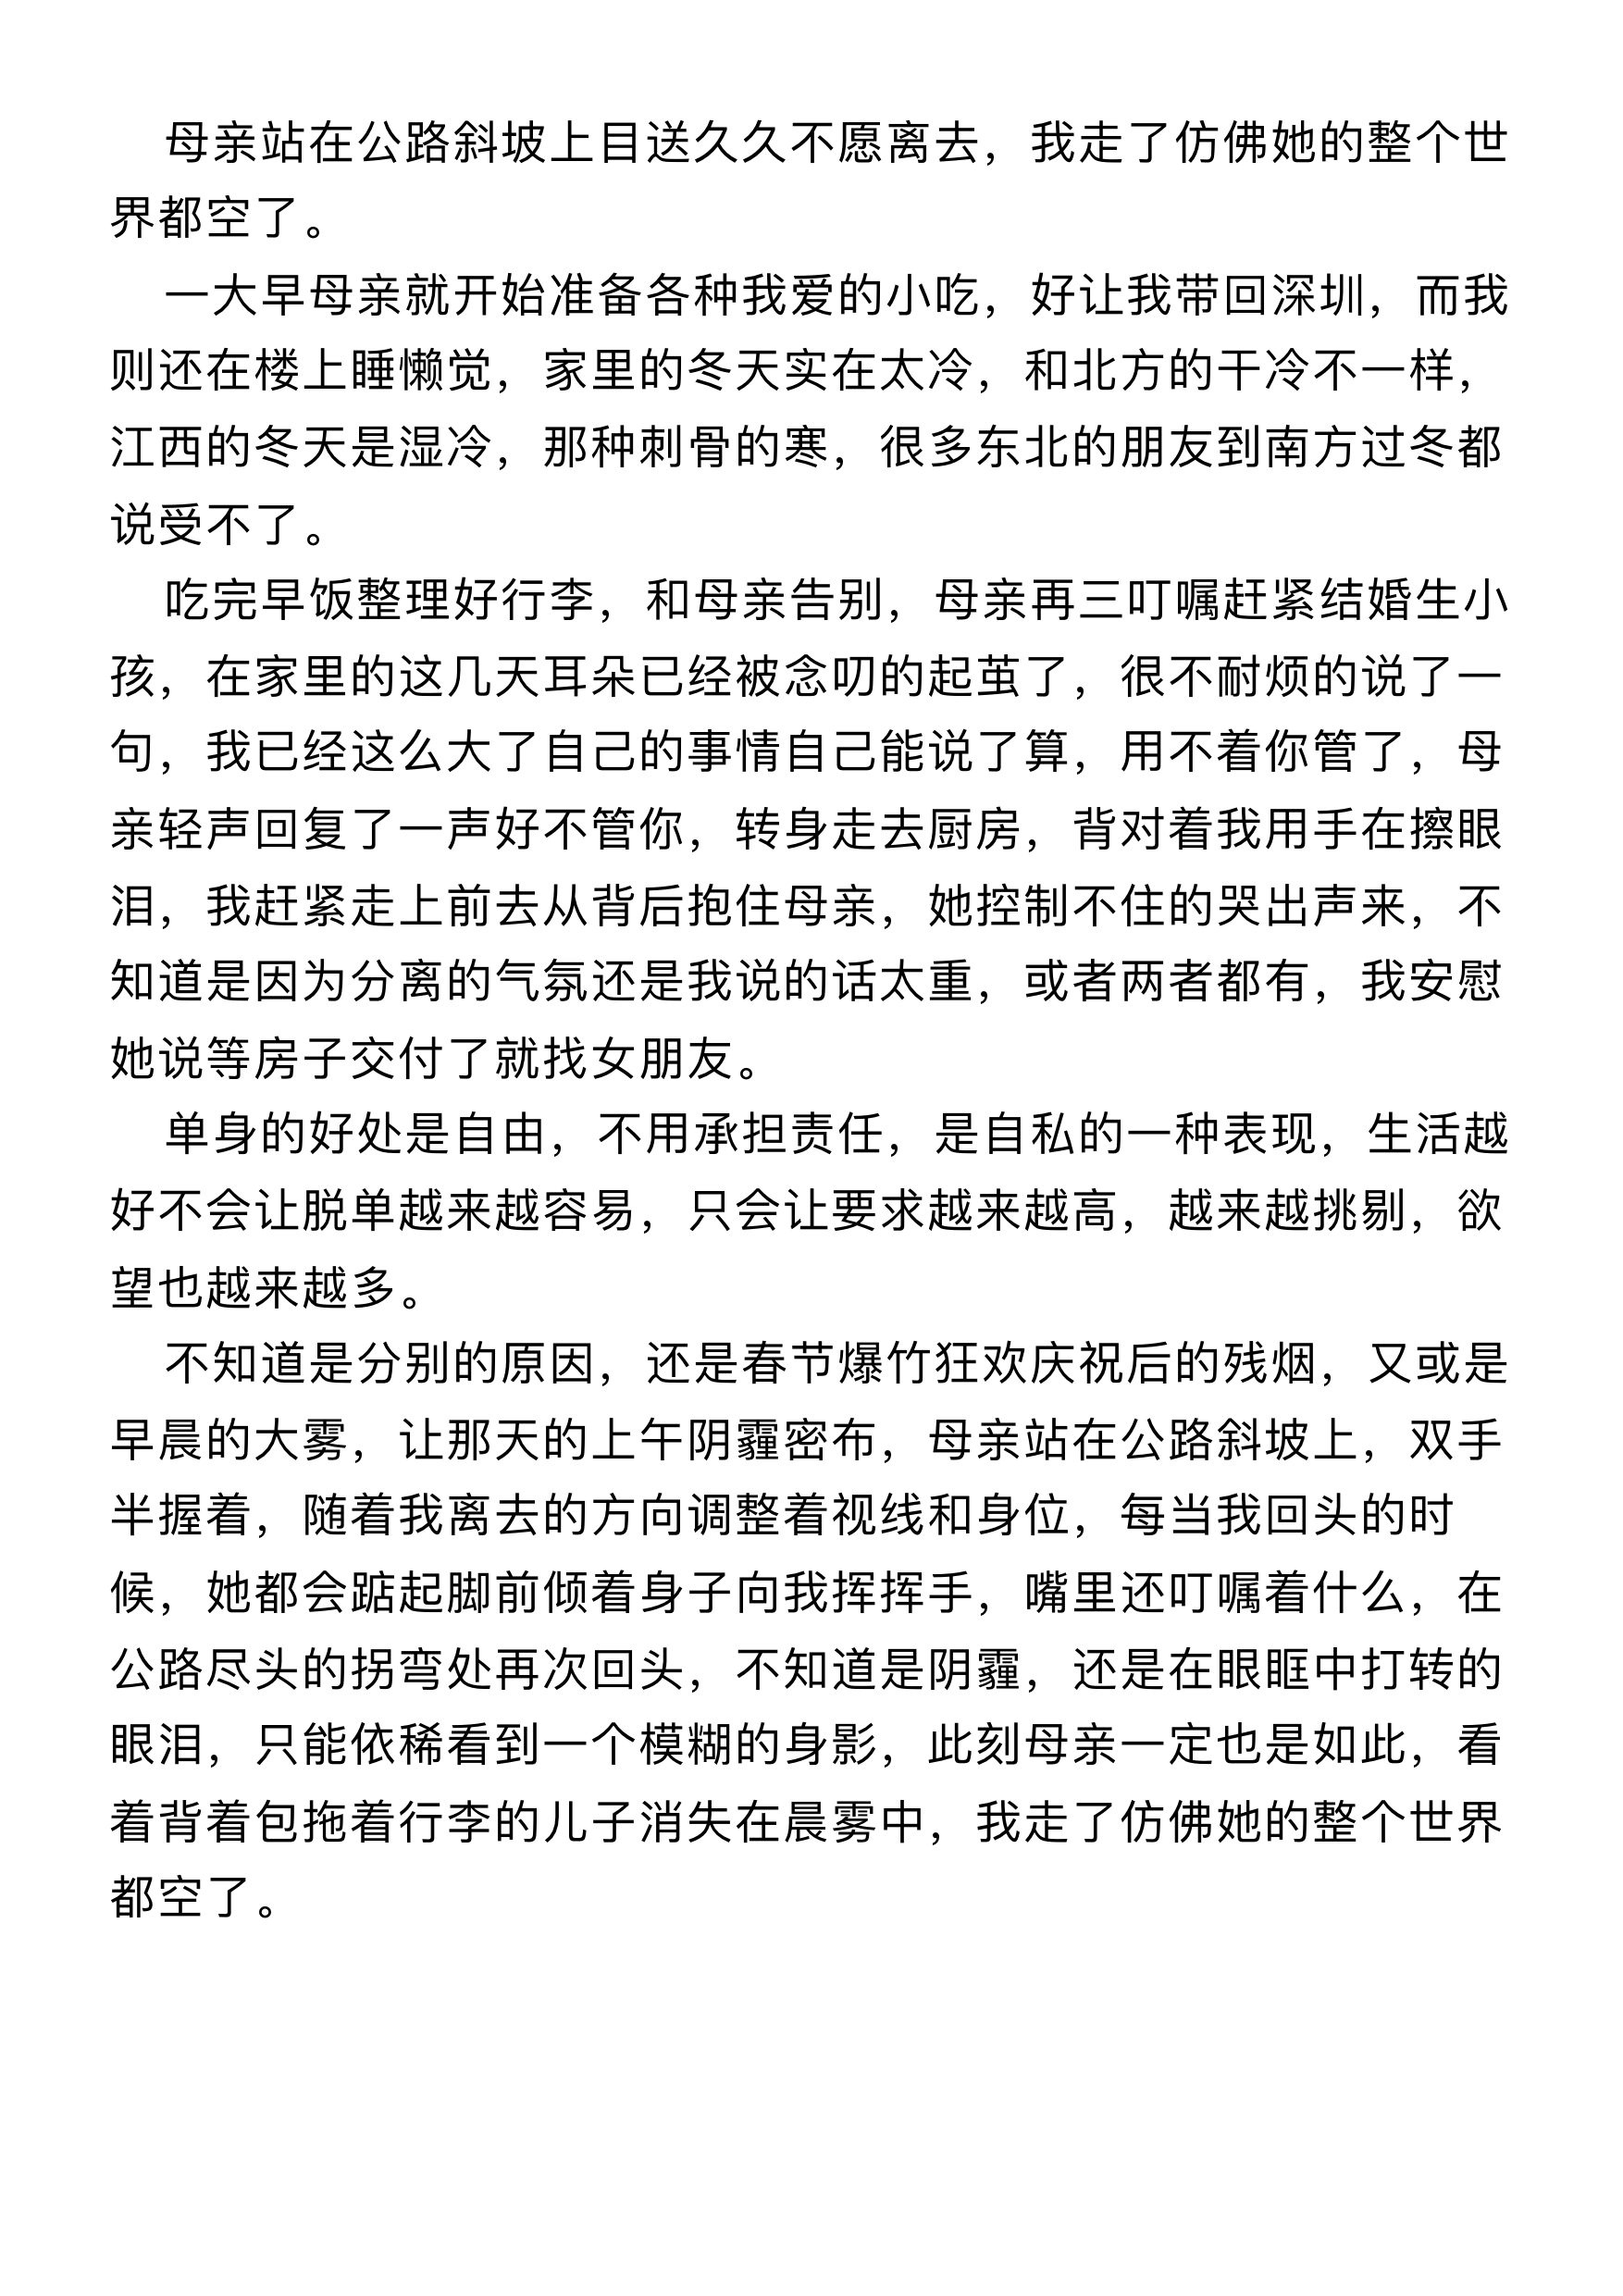 母亲站在公路斜坡上目送久久不愿离去，我走了仿佛她的整个世
界都空了。
一大早母亲就开始准备各种我爱的小吃，好让我带回深圳，而我
则还在楼上睡懒觉，家里的冬天实在太冷，和北方的干冷不一样，
江西的冬天是湿冷，那种刺骨的寒，很多东北的朋友到南方过冬都
说受不了。
吃完早饭整理好行李，和母亲告别，母亲再三叮嘱赶紧结婚生小
孩，在家里的这几天耳朵已经被念叨的起茧了，很不耐烦的说了一
句，我已经这么大了自己的事情自己能说了算，用不着你管了，母
亲轻声回复了一声好不管你，转身走去厨房，背对着我用手在擦眼
泪，我赶紧走上前去从背后抱住母亲，她控制不住的哭出声来，不
知道是因为分离的气氛还是我说的话太重，或者两者都有，我安慰
她说等房子交付了就找女朋友。
单身的好处是自由，不用承担责任，是自私的一种表现，生活越
好不会让脱单越来越容易，只会让要求越来越高，越来越挑剔，欲
望也越来越多。
不知道是分别的原因，还是春节爆竹狂欢庆祝后的残烟，又或是
早晨的大雾，让那天的上午阴霾密布，母亲站在公路斜坡上，双手
半握着，随着我离去的方向调整着视线和身位，每当我回头的时
候，她都会踮起脚前倾着身子向我挥挥手，嘴里还叮嘱着什么，在
公路尽头的拐弯处再次回头，不知道是阴霾，还是在眼眶中打转的
眼泪，只能依稀看到一个模糊的身影，此刻母亲一定也是如此，看
着背着包拖着行李的儿子消失在晨雾中，我走了仿佛她的整个世界
都空了。